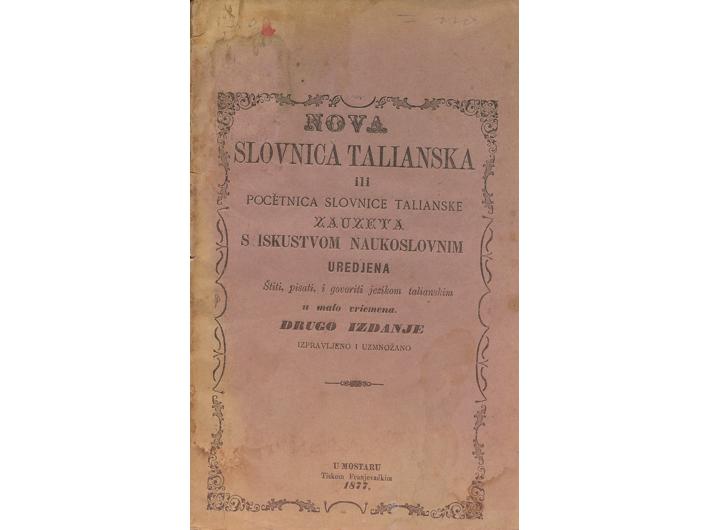 NOVA
SLOVNICA TALIANSKA
ili
POCĚTNICA SLOVNICE TALIANSKE
ZAUZETA
S ISKUSTVOM NAUKOSLOVNIM
UREDJENA
Štiti, pisati, i govoriti jezikom talianskim
u malo vriemena.
DRUGO IZDANJE
IZPRAVLJENO I UZMNOŽANO
U MOSTARU
Tiskom Franjevačkim
1877.